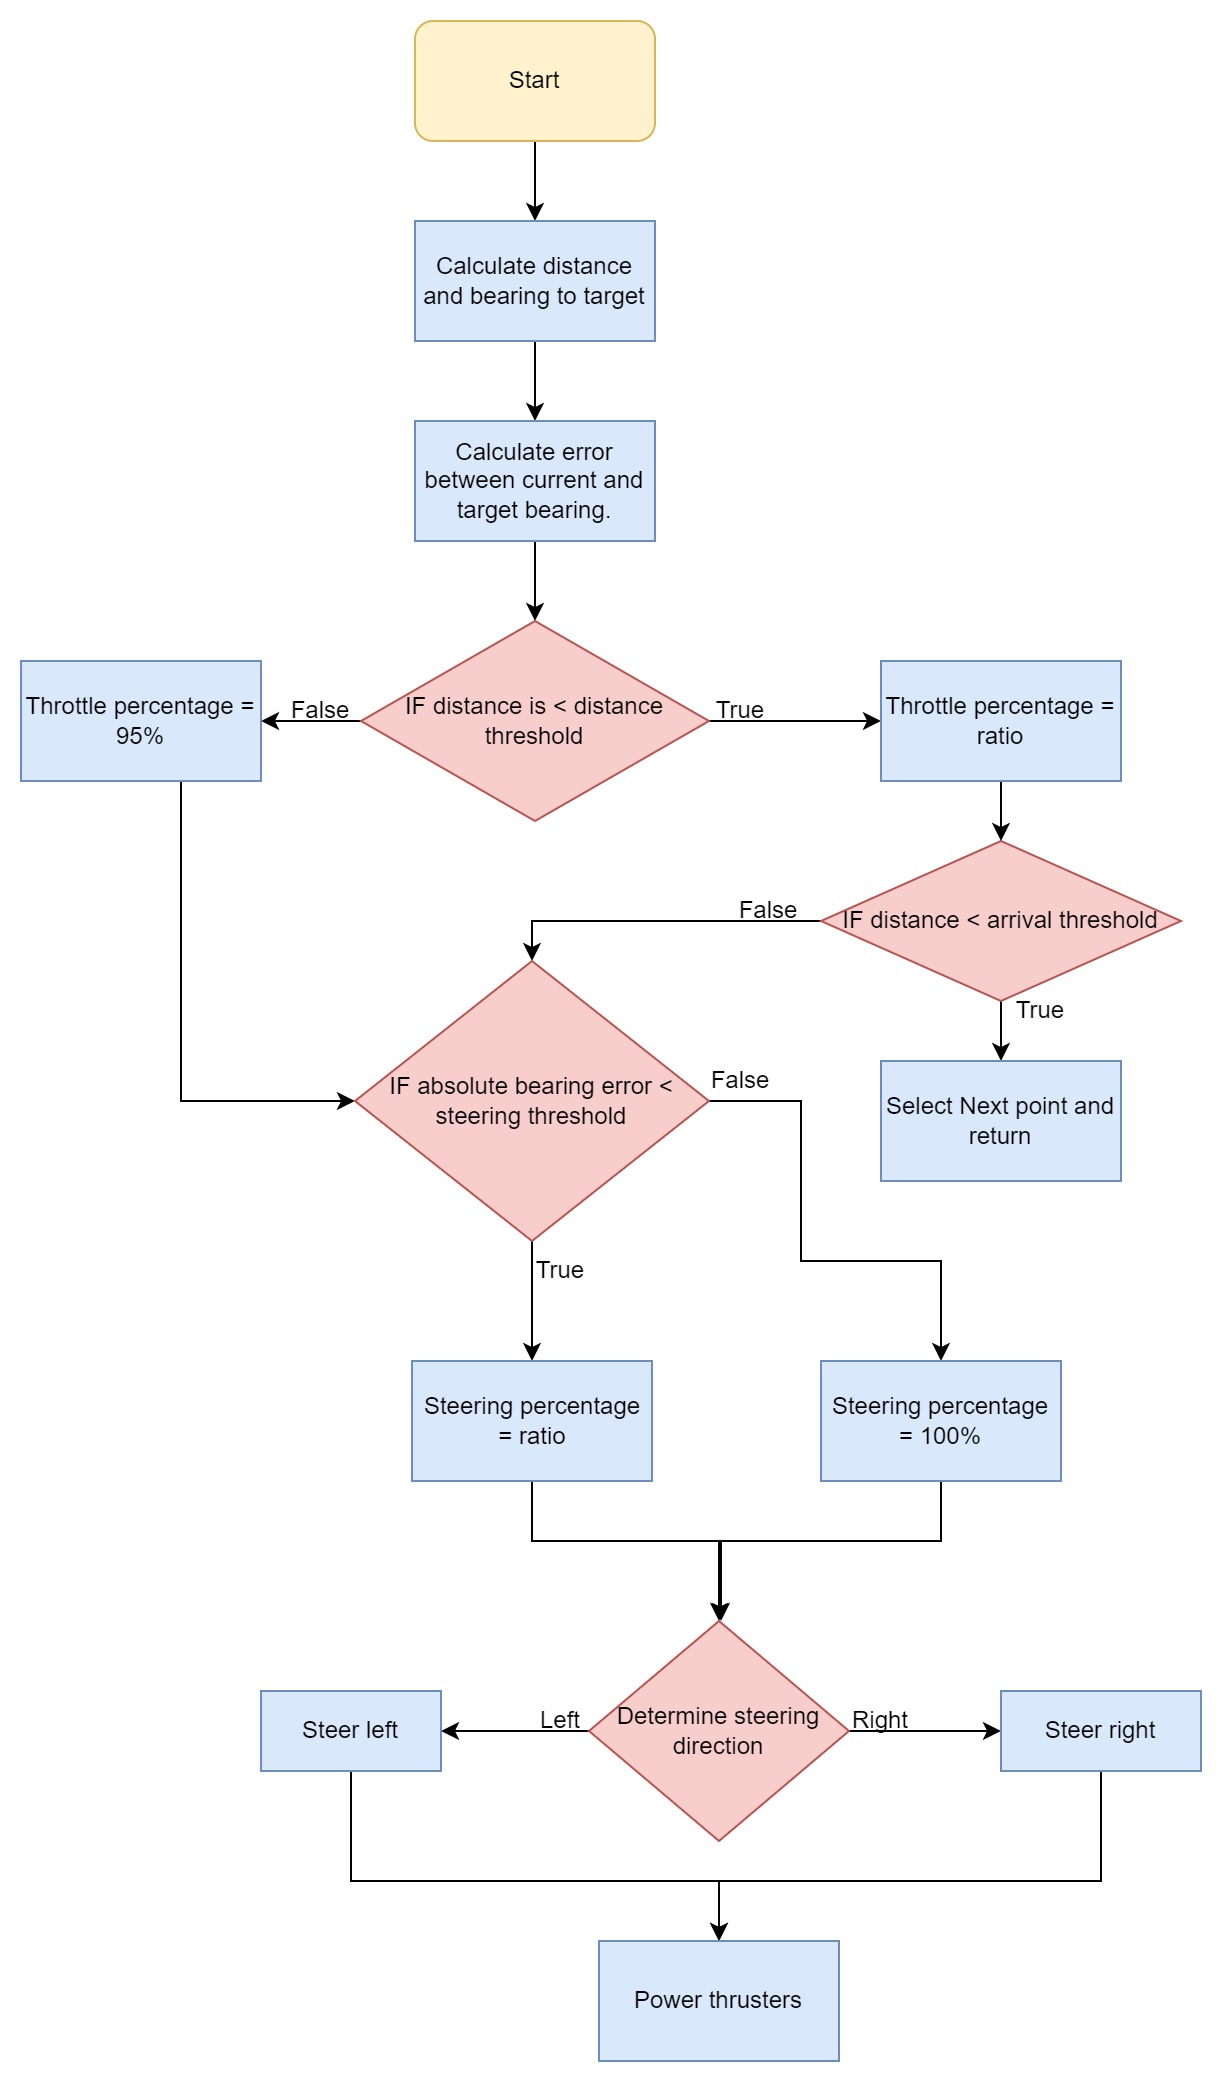 Start
Calculate distance
and bearing to target
Calculate error
between current and
target bearing.
Throttle percentage =
95%
False
IF distance is < distance
threshold
True
Throttle percentage =
ratio
False
IF distance < arrival threshold
True
IF absolute bearing error <
steering threshold
False
Select Next point and
return
True
Steering percentage
= ratio
Steering percentage
= 100%
Steer left
Left
Determine steering
direction
Right
Steer right
Power thrusters